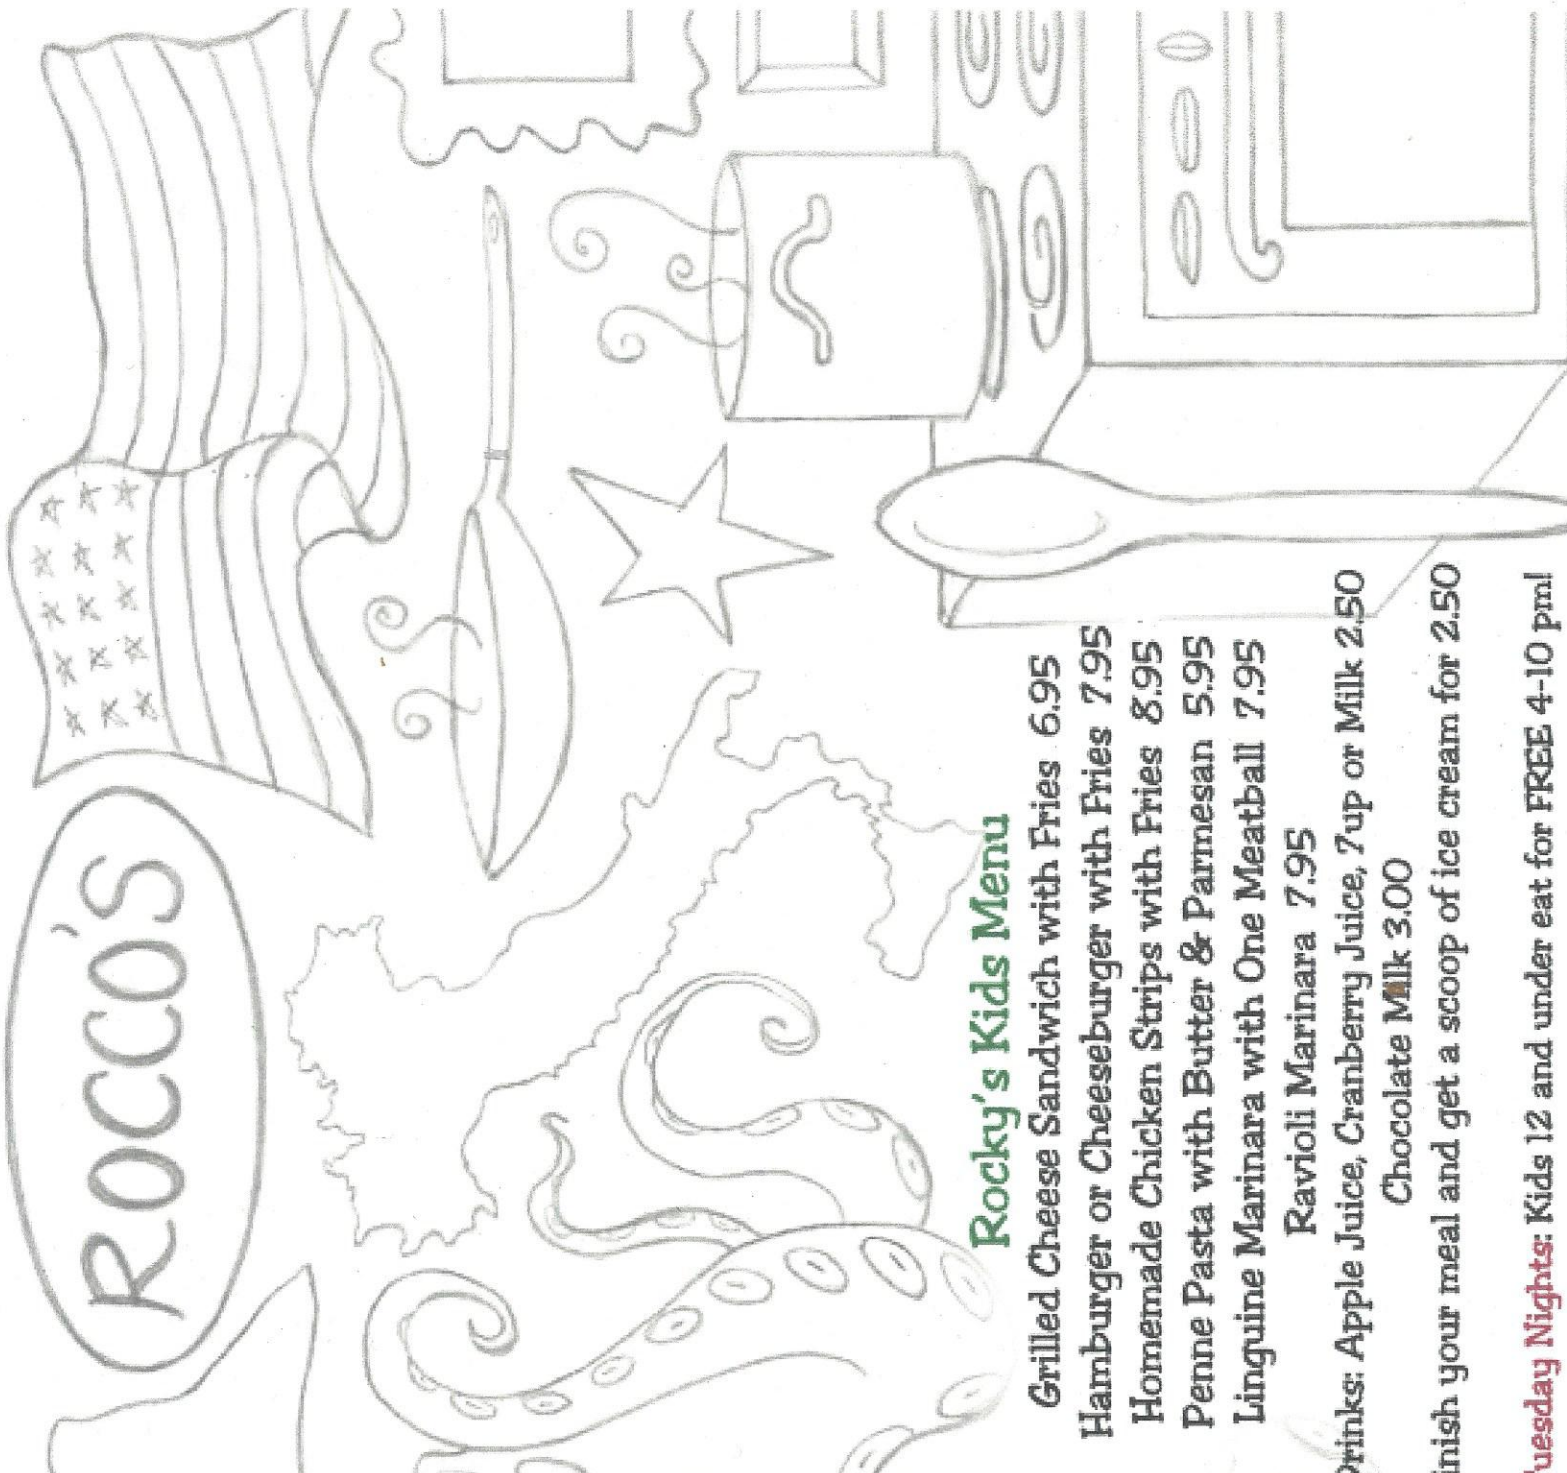 ROCCO'S
Rocky's Kids Menu
Grilled Cheese Sandwich with Fries 6.95
Hamburger or Cheeseburger with Fries 7.95
Homemade Chicken Strips with Fries 8.95
Penne Pasta with Butter & Parmesan 5.95
Linguine Marinara with One Meatball 7.95
Ravioli Marinara 7.95
Drinks: Apple Juice, Cranberry Juice, 7up or Milk 2.50
Chocolate Milk 3.00
inish your meal and get a scoop of ice cream for 2.50
uesday Nights: Kids 12 and under eat for FREE 4-10 pm!